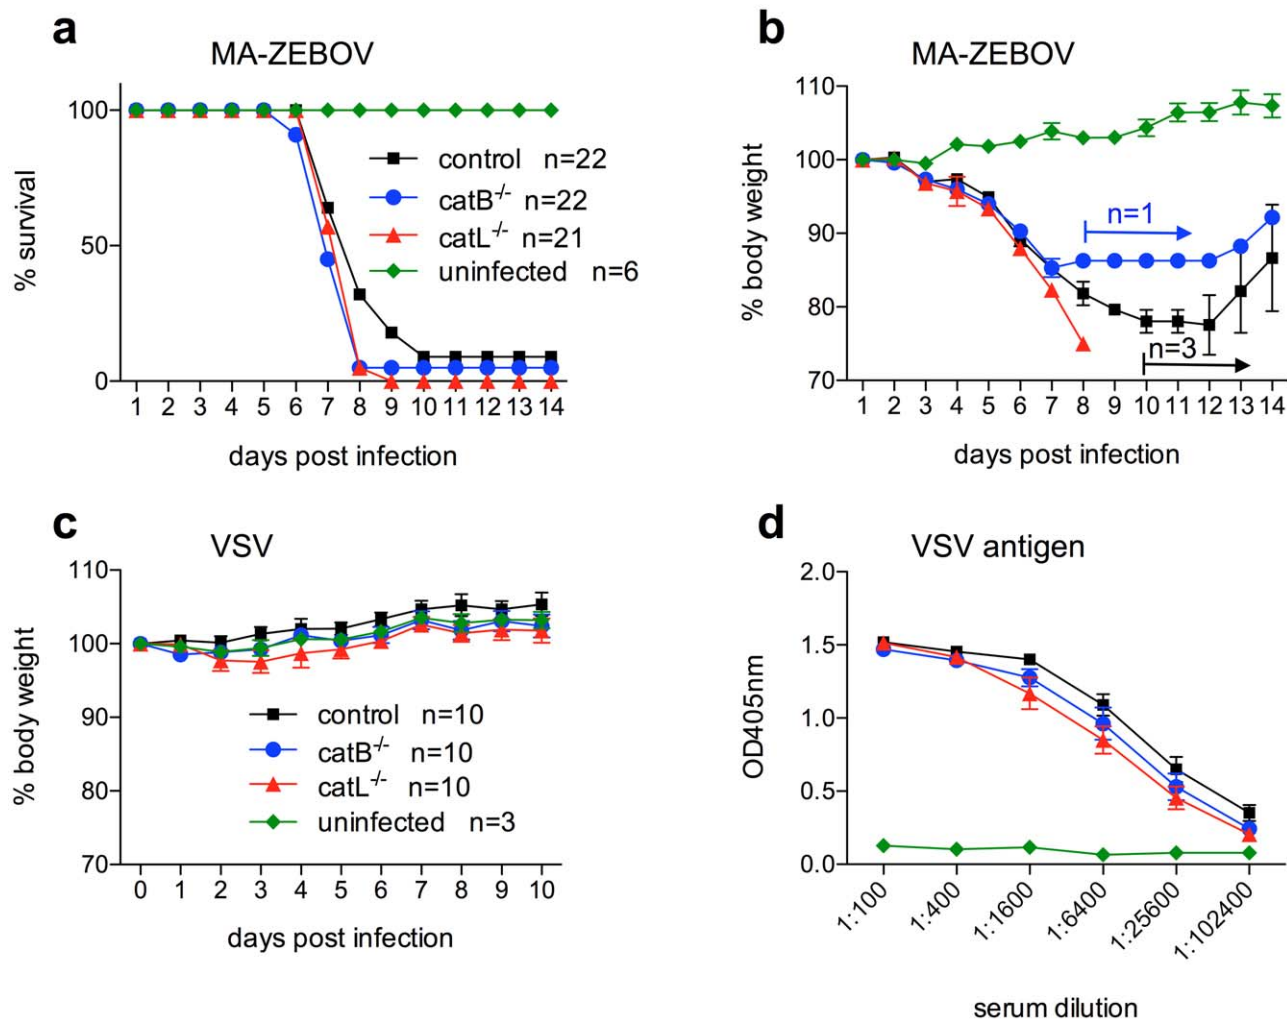 a
MA-ZEBOV
% survival
100
50
0
control n=22
catB-/- n=22
catL-/- n=21
uninfected n=6
1 2 3 4 5 6 7 8 9 10 11 12 13 14
days post infection
b
MA-ZEBOV
% body weight
110
100
90
80
70
n=1
n=3
1 2 3 4 5 6 7 8 9 10 11 12 13 14
days post infection
c
VSV
% body weight
110
100
90
80
70
control n=10
catB-/- n=10
catL-/- n=10
uninfected n=3
0 1 2 3 4 5 6 7 8 9 10
days post infection
d
VSV antigen
OD405nm
2.0
1.5
1.0
0.5
0.0
1:100 1:400 1:1600 1:6400 1:25600 1:102400
serum dilution